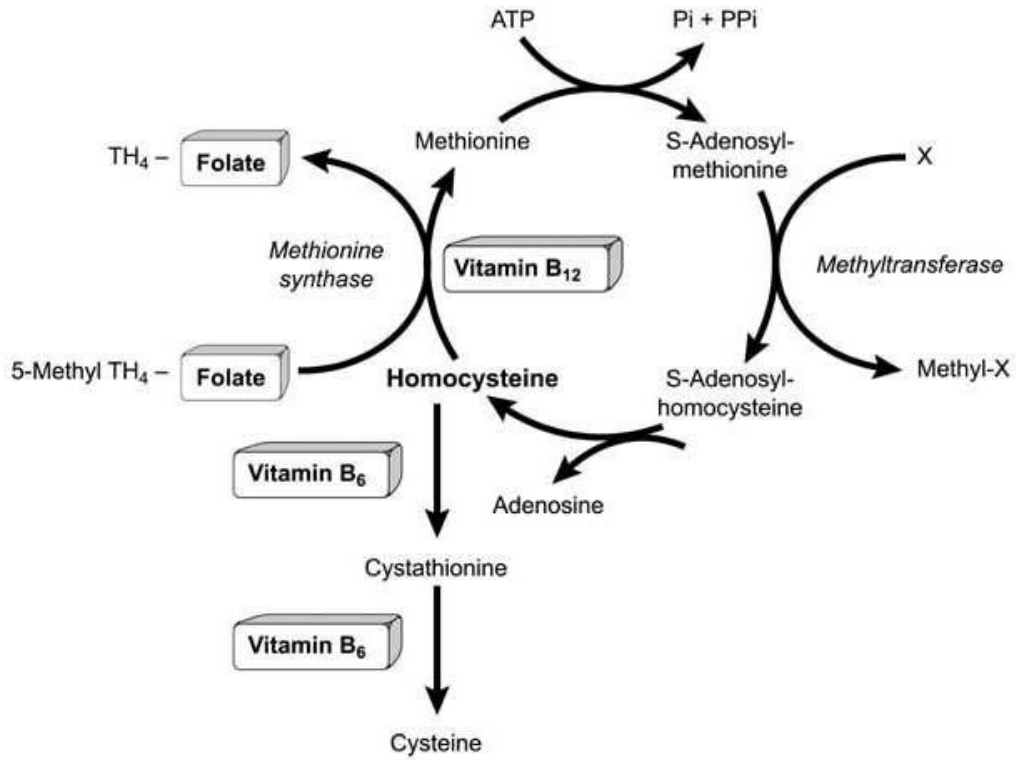 ATP
Pi + PPi
Methionine
S-Adenosyl-
methionine
TH₄ – Folate
X
Methionine
synthase
Vitamin B₁₂
Methyltransferase
5-Methyl TH₄ – Folate
Homocysteine
S-Adenosyl-
homocysteine
Methyl-X
Vitamin B₆
Adenosine
Cystathionine
Vitamin B₆
Cysteine